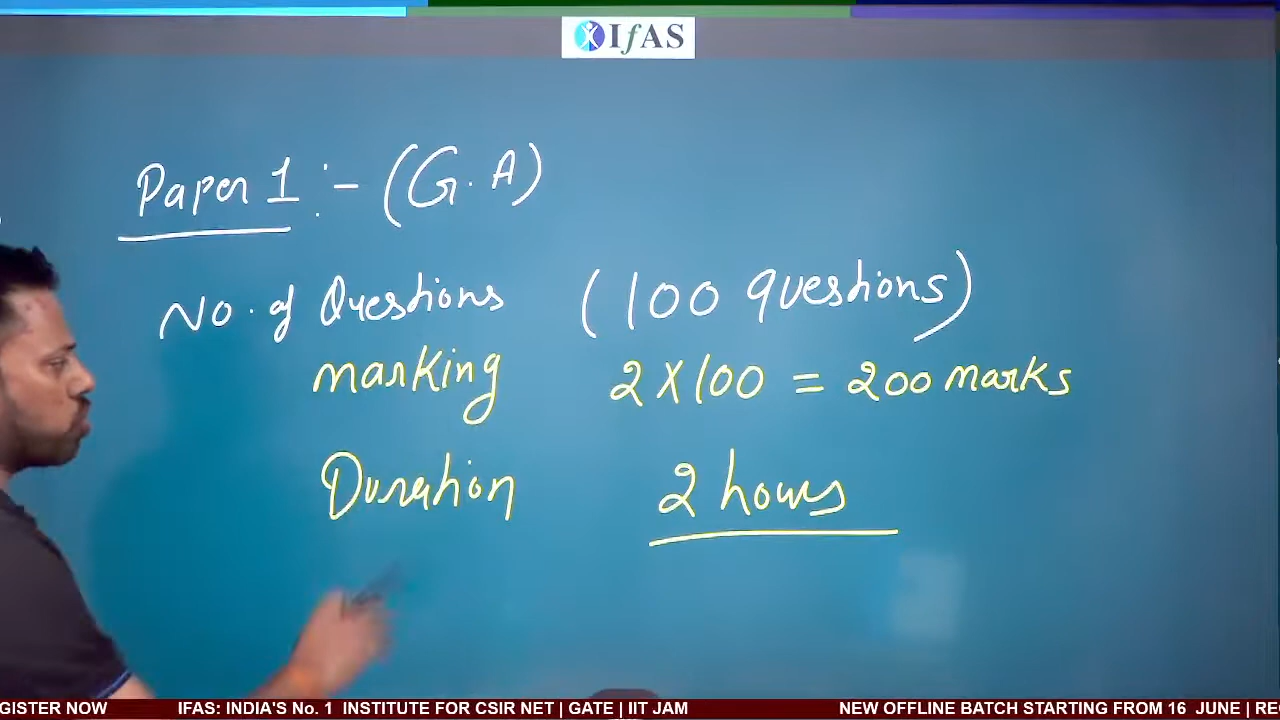 IfAS
Paper 1 :- (G.A)
No. of Questions (100 questions)
marking 2 X 100 = 200 marks
Duration 2 hours
GISTER NOW IFAS: INDIA'S No. 1 INSTITUTE FOR CSIR NET | GATE | IIT JAM NEW OFFLINE BATCH STARTING FROM 16 JUNE | RE